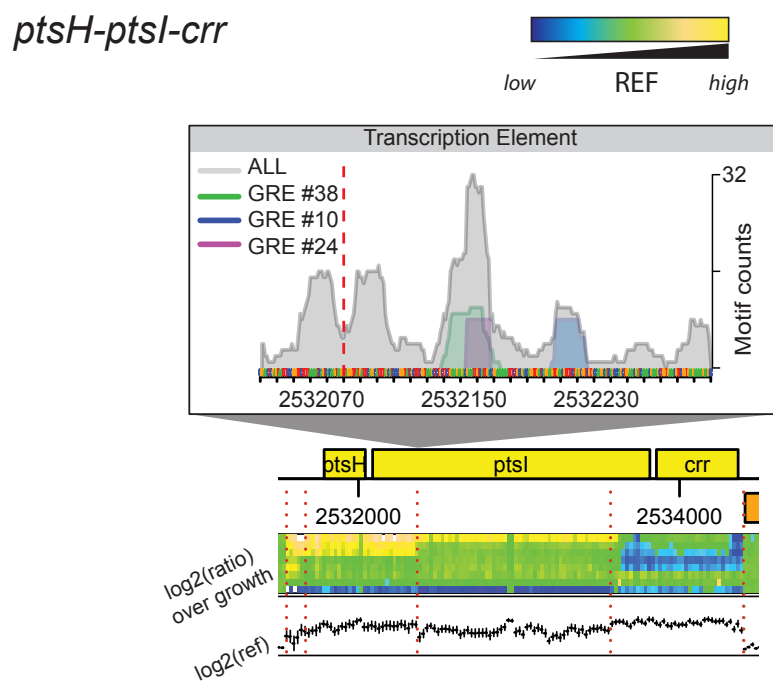 ptsH-ptsI-crr
low REF high
Transcription Element
ALL
GRE #38
GRE #10
GRE #24
32
Motif counts
2532070 2532150 2532230
ptsH ptsI crr
2532000 2534000
log2(ratio)
over growth
log2(ref)